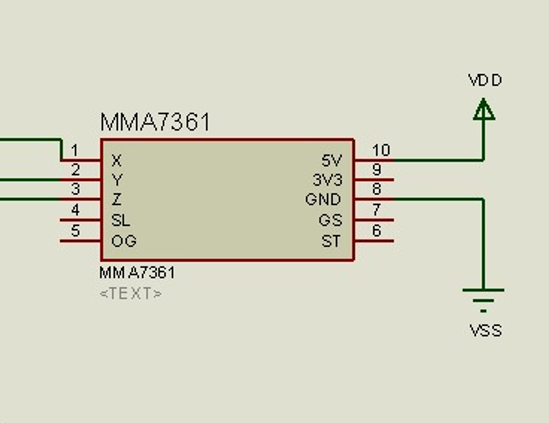 VDD
MMA7361
1 X 5V 10
2 Y 3V3 9
3 Z GND 8
4 SL GS 7
5 OG ST 6
MMA7361
<TEXT>
VSS